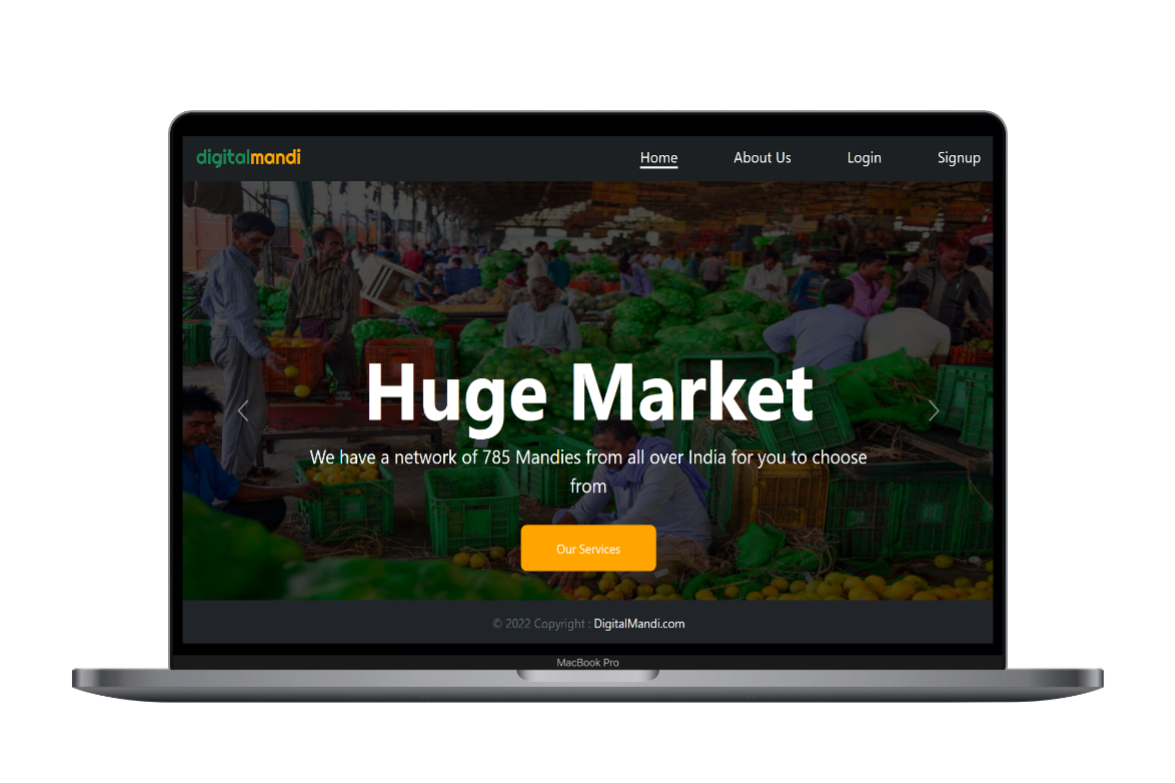 digitalmandi
Home About Us Login Signup
Huge Market
We have a network of 785 Mandies from all over India for you to choose
from
Our Services
© 2022 Copyright : DigitalMandi.com
MacBook Pro